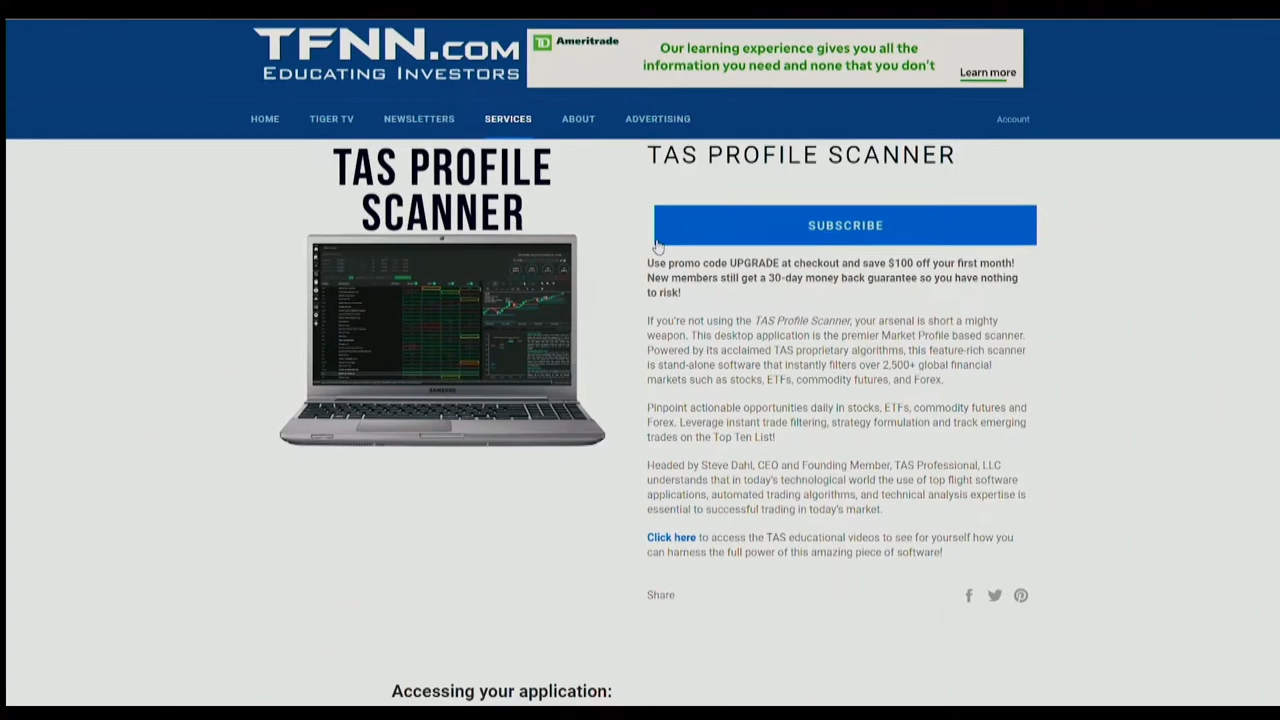 TFNN.COM
EDUCATING INVESTORS
TD Ameritrade
Our learning experience gives you all the
information you need and none that you don't
Learn more
HOME TIGER TV NEWSLETTERS SERVICES ABOUT ADVERTISING Account
TAS PROFILE
SCANNER
SAMSUNG
TAS PROFILE SCANNER
SUBSCRIBE
Use promo code UPGRADE at checkout and save $100 off your first month!
New members still get a 30-day money back guarantee so you have nothing
to risk!
If you're not using the TAS Profile Scanner, your arsenal is short a mighty
weapon. This desktop application is the premier Market Profile based scanner.
Powered by its acclaimed TAS proprietary algorithms, this feature-rich scanner
is stand-alone software that instantly filters over 2,500+ global financial
markets such as stocks, ETFs, commodity futures, and Forex.
Pinpoint actionable opportunities daily in stocks, ETFs, commodity futures and
Forex. Leverage instant trade filtering, strategy formulation and track emerging
trades on the Top Ten List!
Headed by Steve Dahl, CEO and Founding Member, TAS Professional, LLC
understands that in today's technological world the use of top flight software
applications, automated trading algorithms, and technical analysis expertise is
essential to successful trading in today's market.
Click here to access the TAS educational videos to see for yourself how you
can harness the full power of this amazing piece of software!
Share
Accessing your application: